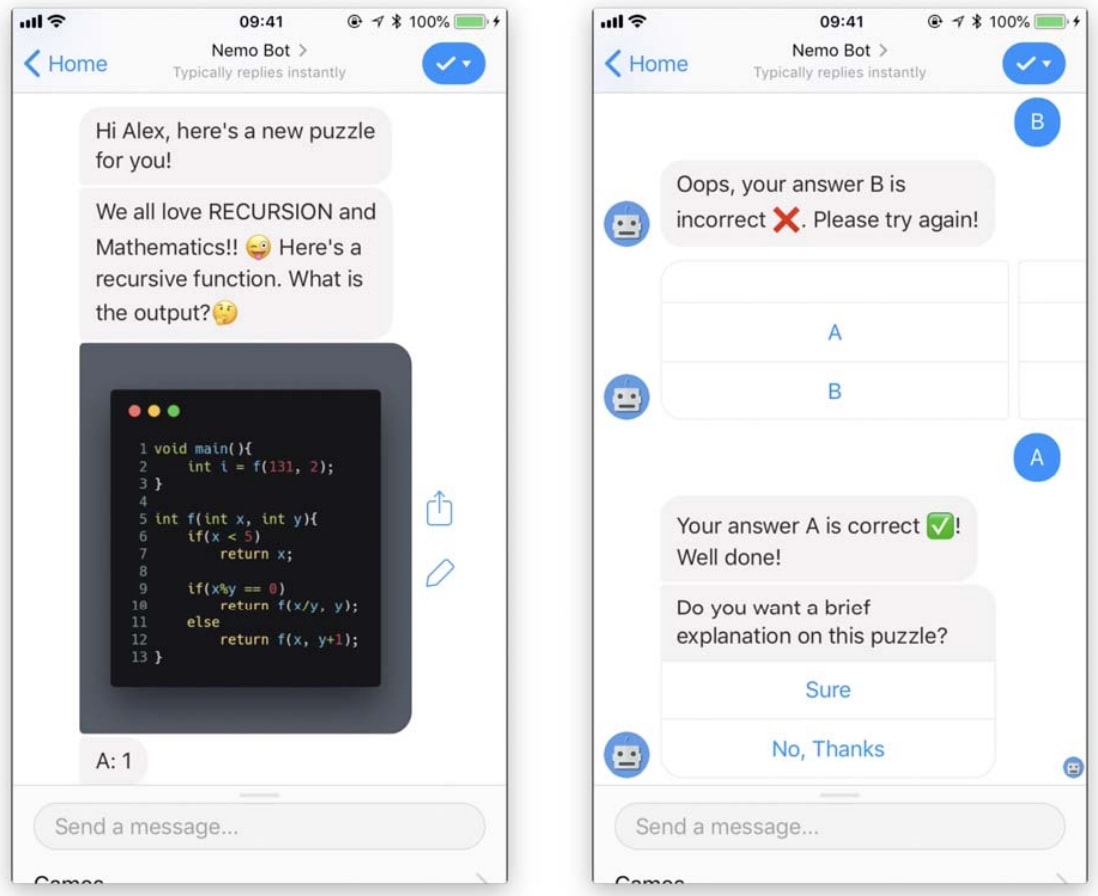 09:41
100%
Home
Nemo Bot
Typically replies instantly
Hi Alex, here's a new puzzle
for you!
We all love RECURSION and
Mathematics!! 😜 Here's a
recursive function. What is
the output?🤔
1 void main(){
2     int i = f(131, 2);
3 }
4
5 int f(int x, int y){
6     if(x < 5)
7         return x;
8
9     if(x%y == 0)
10         return f(x/y, y);
11     else
12         return f(x, y+1);
13 }
A: 1
Send a message...
Games
09:41
100%
Home
Nemo Bot
Typically replies instantly
B
Oops, your answer B is
incorrect ❌. Please try again!
A
B
A
Your answer A is correct ✅!
Well done!
Do you want a brief
explanation on this puzzle?
Sure
No, Thanks
Send a message...
Games